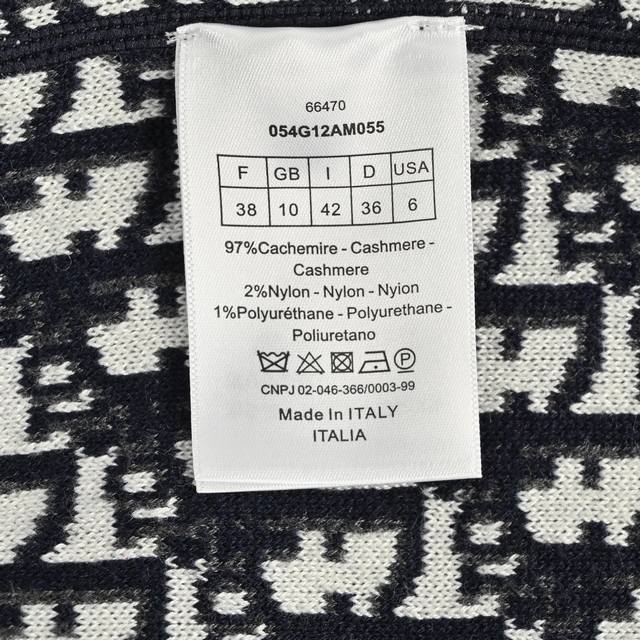 66470
054G12AM055
F GB I D USA
38 10 42 36 6
97%Cachemire - Cashmere -
Cashmere
2%Nylon - Nylon - Nylon
1%Polyuréthane - Polyurethane -
Poliuretano
P
CNPJ 02-046-366/0003-99
Made In ITALY
ITALIA